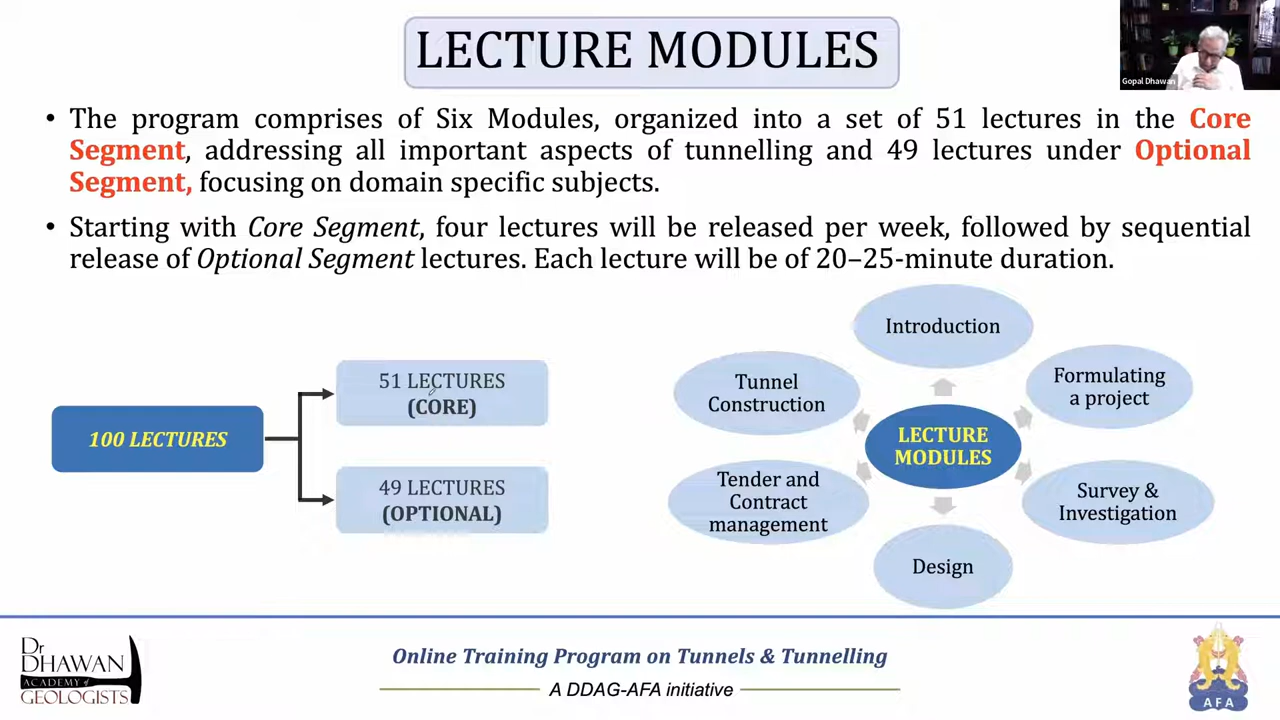 LECTURE MODULES
Gopal Dhawan
• The program comprises of Six Modules, organized into a set of 51 lectures in the Core
Segment, addressing all important aspects of tunnelling and 49 lectures under Optional
Segment, focusing on domain specific subjects.
• Starting with Core Segment, four lectures will be released per week, followed by sequential
release of Optional Segment lectures. Each lecture will be of 20–25-minute duration.
100 LECTURES
51 LECTURES
(CORE)
49 LECTURES
(OPTIONAL)
LECTURE
MODULES
Introduction
Formulating
a project
Survey &
Investigation
Design
Tender and
Contract
management
Tunnel
Construction
Dr
DHAWAN
ACADEMY of
GEOLOGISTS
Online Training Program on Tunnels & Tunnelling
A DDAG-AFA initiative
AFA